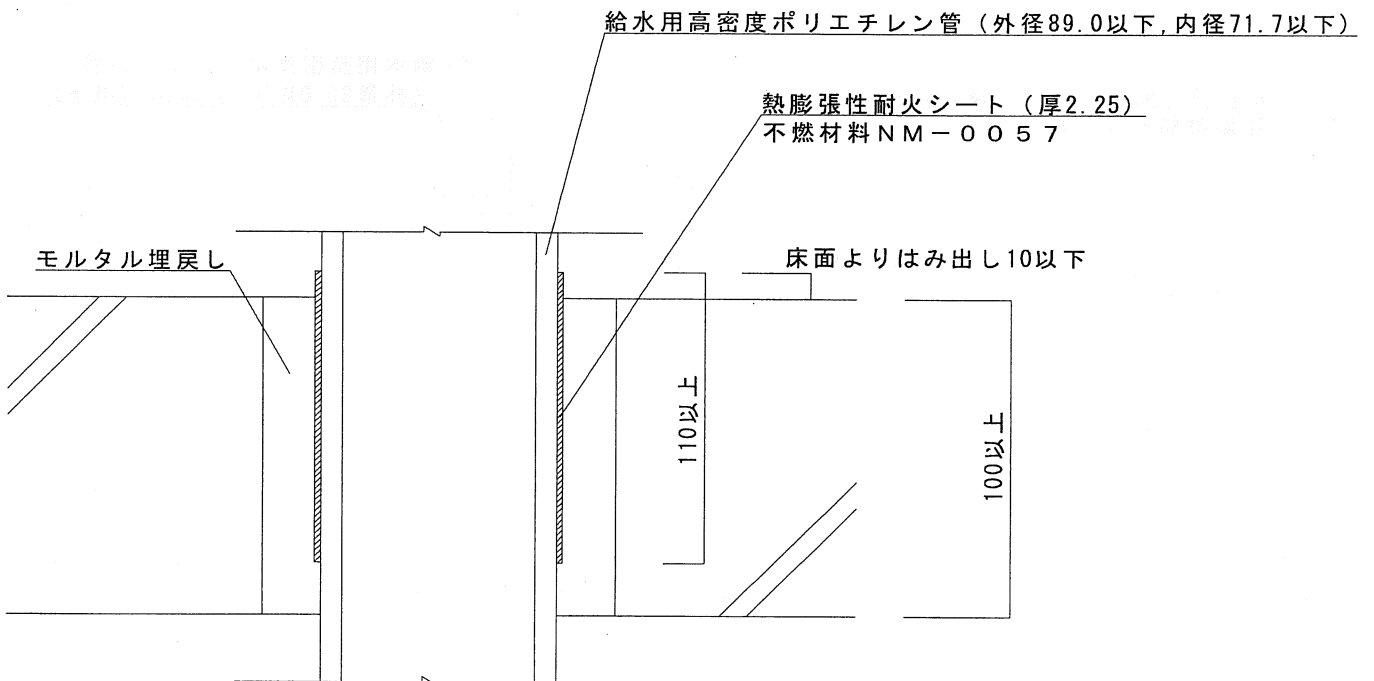 給水用高密度ポリエチレン管（外径89.0以下,内径71.7以下）
熱膨張性耐火シート（厚2.25）
不燃材料ＮＭ－００５７
モルタル埋戻し
床面よりはみ出し10以下
110以上
100以上